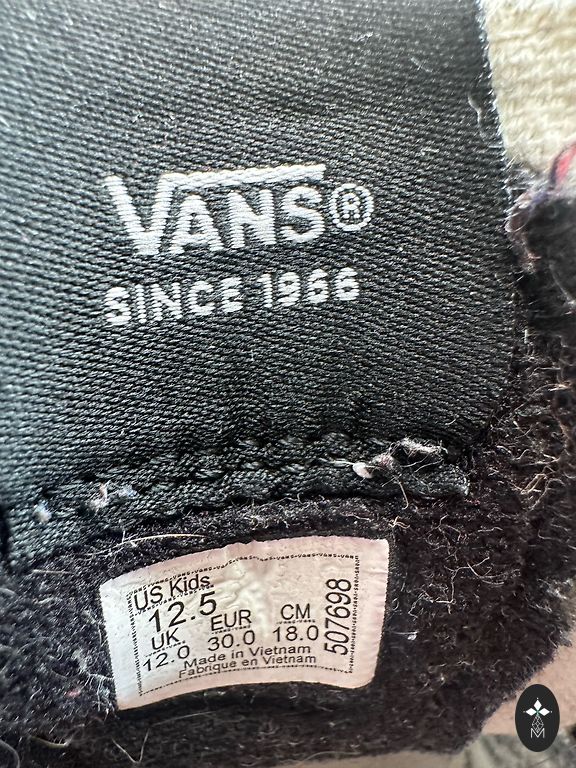 VANS®
SINCE 1966
US.Kids.
12.5
UK. EUR CM
12.0 30.0 18.0
Made in Vietnam
Fabrique en Vietnam
507698
M